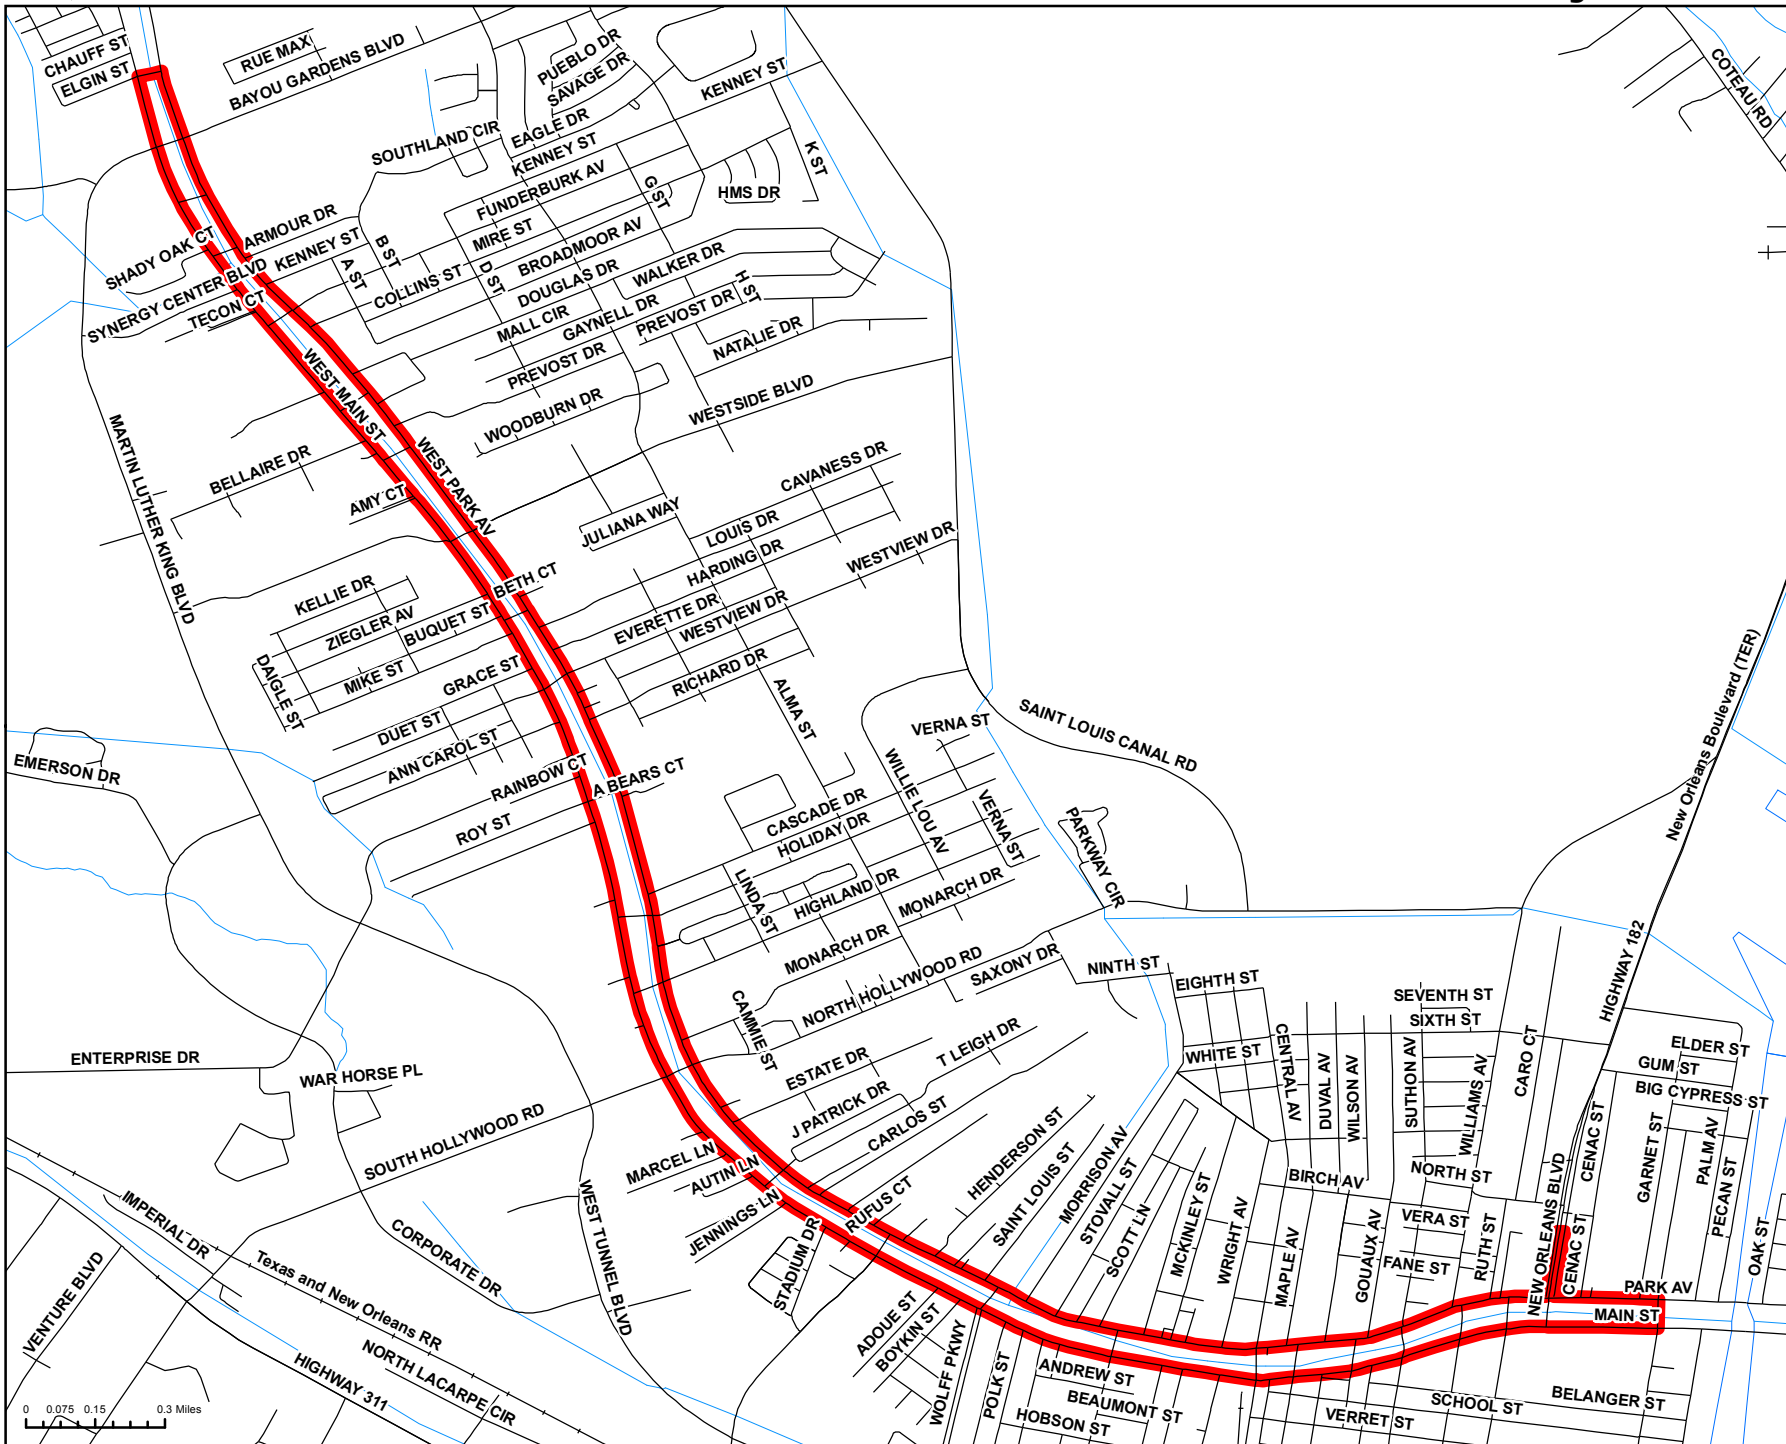 CHAUFF ST
ELGIN ST
RUE MAX
BAYOU GARDENS BLVD
PUEBLO DR
SAVAGE DR
KENNEY ST
COTEAU RD
SOUTHLAND CIR
EAGLE DR
KENNEY ST
FUNDERBURK AV
G ST
K ST
HMS DR
SHADY OAK CT
ARMOUR DR
KENNEY ST
B ST
A ST
MIRE ST
BROADMOOR AV
COLLINS ST
D ST
DOUGLAS DR
WALKER DR
H ST
SYNERGY CENTER BLVD
TECON CT
MALL CIR
GAYNELL DR
PREVOST DR
NATALIE DR
PREVOST DR
WEST MAIN ST
WOODBURN DR
WESTSIDE BLVD
MARTIN LUTHER KING BLVD
BELLAIRE DR
WEST PARK AV
AMY CT
CAVANESS DR
JULIANA WAY
LOUIS DR
HARDING DR
WESTVIEW DR
BETH CT
KELLIE DR
ZIEGLER AV
BUQUET ST
EVERETTE DR
WESTVIEW DR
RICHARD DR
DAIGLE ST
MIKE ST
GRACE ST
ALMA ST
DUET ST
ANN CAROL ST
RAINBOW CT
A BEARS CT
ROY ST
VERNA ST
SAINT LOUIS CANAL RD
WILLIE LOU AV
VERNA ST
New Orleans Boulevard (TER)
EMERSON DR
CASCADE DR
HOLIDAY DR
PARKWAY CIR
LINDA ST
HIGHLAND DR
MONARCH DR
MONARCH DR
NORTH HOLLYWOOD RD
SAXONY DR
NINTH ST
EIGHTH ST
SEVENTH ST
SIXTH ST
HIGHWAY 182
CAMMIE ST
ENTERPRISE DR
WAR HORSE PL
ESTATE DR
T LEIGH DR
WHITE ST
CENTRAL AV
DUVAL AV
WILSON AV
SUTHON AV
WILLIAMS AV
CARO CT
ELDER ST
GUM ST
BIG CYPRESS ST
J PATRICK DR
CARLOS ST
SOUTH HOLLYWOOD RD
MARCEL LN
AUTIN LN
JENNINGS LN
HENDERSON ST
SAINT LOUIS ST
MORRISON AV
STOVALL ST
SCOTT LN
MCKINLEY ST
WRIGHT AV
BIRCH AV
NORTH ST
CENAC ST
GARNET ST
PALM AV
PECAN ST
OAK ST
RUFUS CT
STADIUM DR
WEST TUNNEL BLVD
IMPERIAL DR
CORPORATE DR
VENTURE BLVD
Texas and New Orleans RR
NORTH LACARPE CIR
HIGHWAY 311
MAPLE AV
GOUAUX AV
VERA ST
FANE ST
RUTH ST
NEW ORLEANS BLVD
CENAC ST
PARK AV
MAIN ST
ADOUE ST
BOYKIN ST
WOLFF PKWY
POLK ST
ANDREW ST
BEAUMONT ST
HOBSON ST
VERRET ST
SCHOOL ST
BELANGER ST
0 0.075 0.15 0.3 Miles